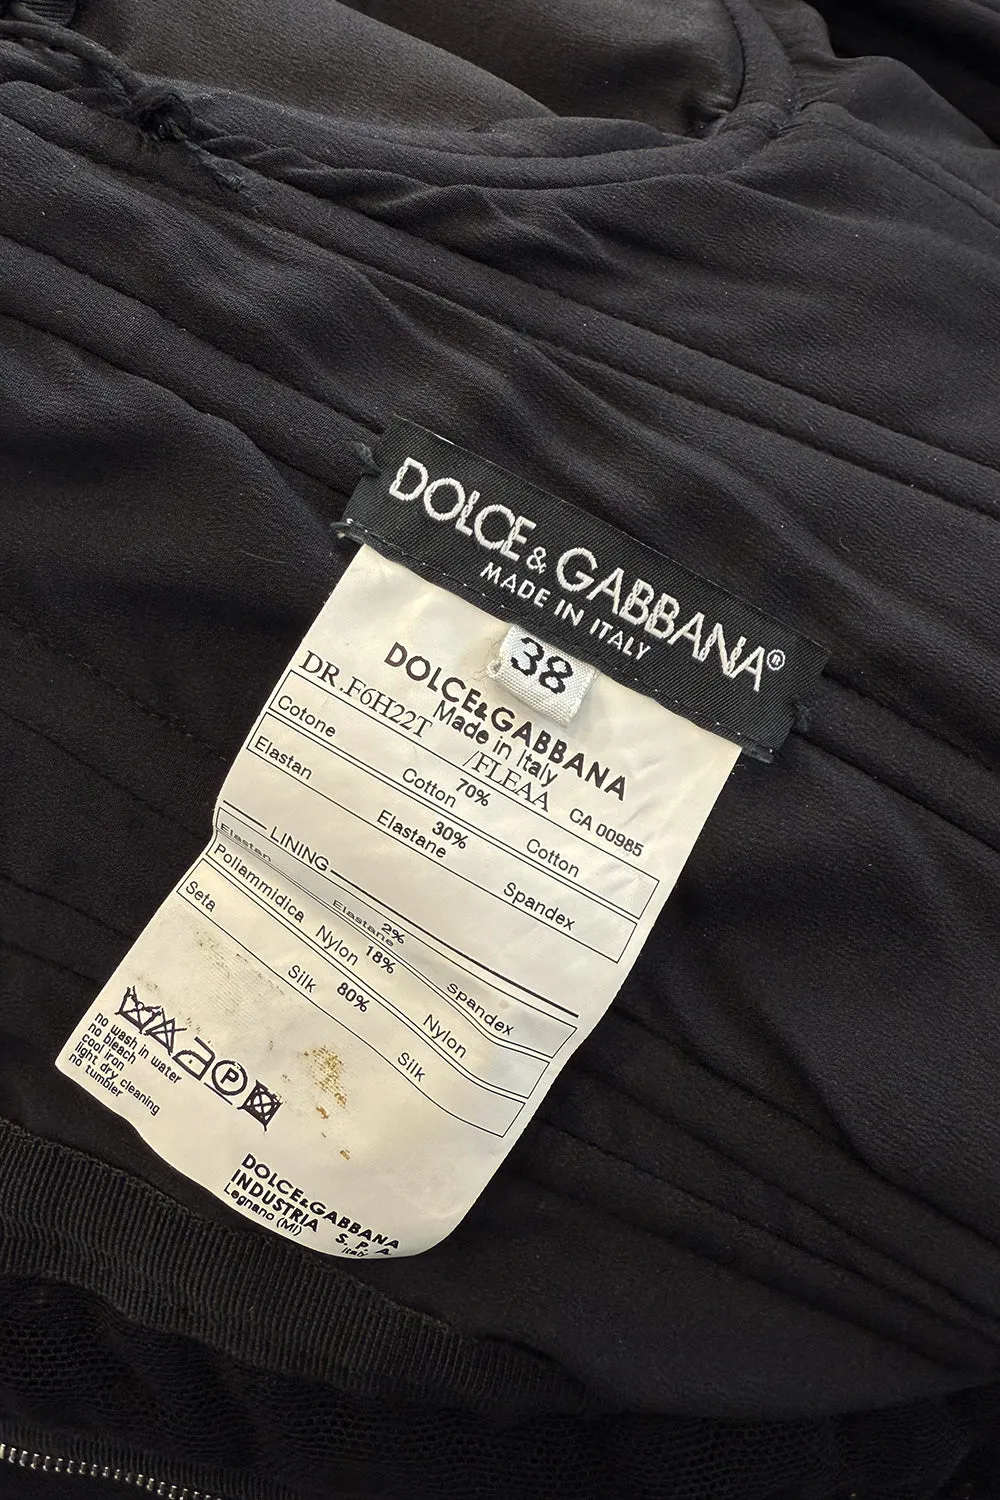 DOLCE & GABBANA®
MADE IN ITALY
38
DOLCE&GABBANA
Made in Italy
DR.F6H22T /FLEAA CA 00985
Cotone Cotton 70% Cotton
Elastan Elastane 30% Spandex
LINING
Elastan Elastane 2% spandex
Poliammidica Nylon 18% Nylon
Seta Silk 80% Silk
P
no wash in water
no bleach
cool iron
light dry cleaning
no tumbler
DOLCE&GABBANA
INDUSTRIA S.P.A.
Legnano (MI) Italy